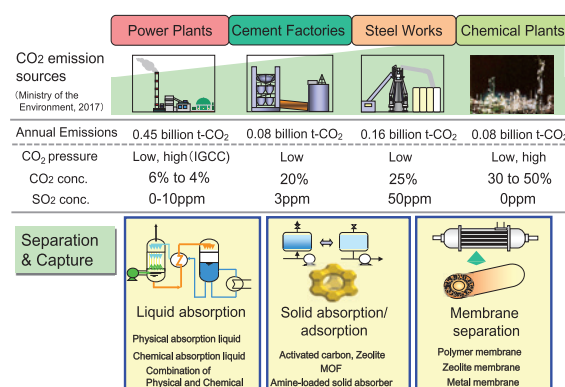 Power Plants Cement Factories Steel Works Chemical Plants
CO2 emission
sources
(Ministry of the
Environment, 2017)
Annual Emissions 0.45 billion t-CO2 0.08 billion t-CO2 0.16 billion t-CO2 0.08 billion t-CO2
CO2 pressure Low, high(IGCC) Low Low Low, high
CO2 conc. 6% to 4% 20% 25% 30 to 50%
SO2 conc. 0-10ppm 3ppm 50ppm 0ppm
Separation
& Capture
Liquid absorption
Physical absorption liquid
Chemical absorption liquid
Combination of
Physical and Chemical
Solid absorption/
adsorption
Activated carbon, Zeolite
MOF
Amine-loaded solid absorber
Membrane
separation
Polymer membrane
Zeolite membrane
Metal membrane